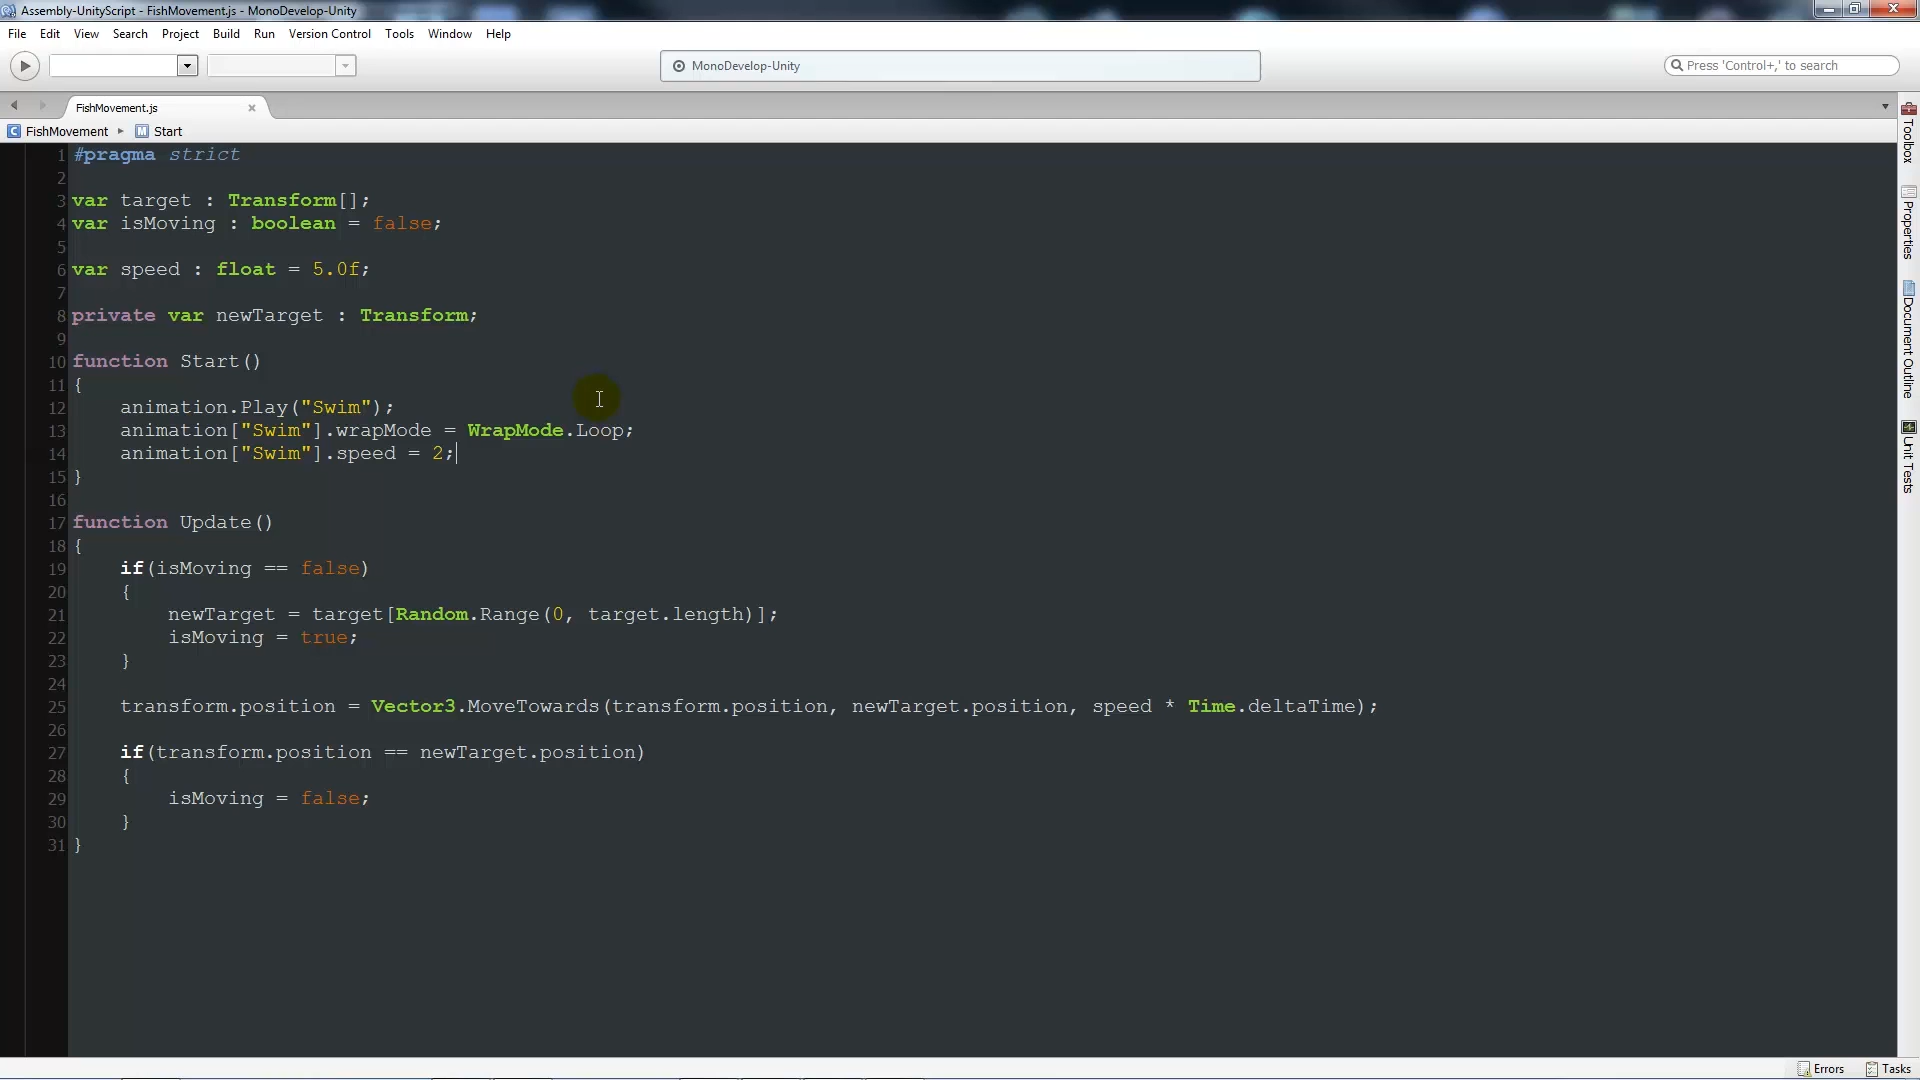 Assembly-UnityScript - FishMovement.js - MonoDevelop-Unity
File Edit View Search Project Build Run Version Control Tools Window Help
MonoDevelop-Unity
Press 'Control+,' to search
FishMovement.js
FishMovement Start
1 #pragma strict
2
3 var target : Transform[];
4 var isMoving : boolean = false;
5
6 var speed : float = 5.0f;
7
8 private var newTarget : Transform;
9
10 function Start()
11 {
12 animation.Play("Swim");
13 animation["Swim"].wrapMode = WrapMode.Loop;
14 animation["Swim"].speed = 2;
15 }
16
17 function Update()
18 {
19 if(isMoving == false)
20 {
21 newTarget = target[Random.Range(0, target.length)];
22 isMoving = true;
23 }
24
25 transform.position = Vector3.MoveTowards(transform.position, newTarget.position, speed * Time.deltaTime);
26
27 if(transform.position == newTarget.position)
28 {
29 isMoving = false;
30 }
31 }
Toolbox
Properties
Document Outline
Unit Tests
Errors Tasks